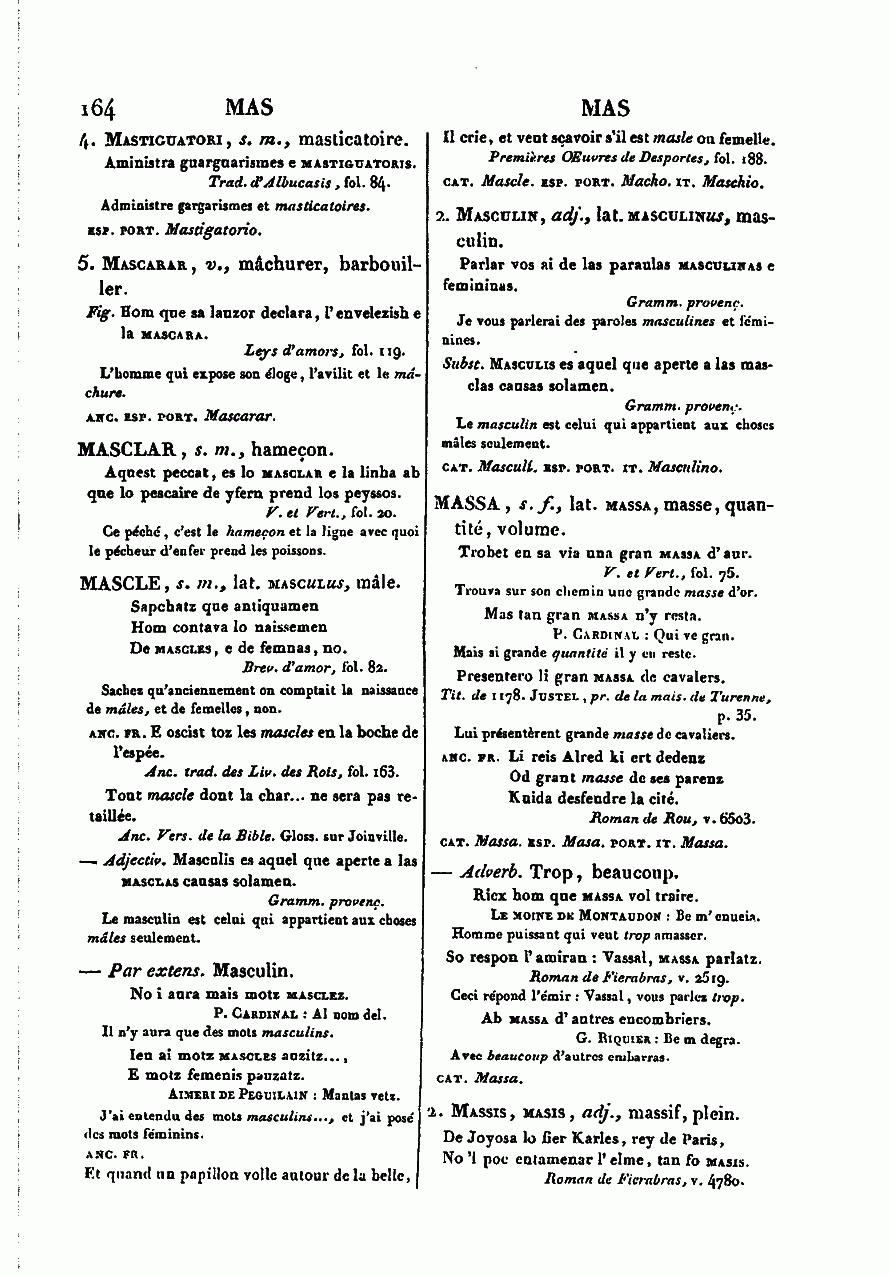 164 MAS MAS
4. MASTIGUATORI, s. m., masticatoire.
Aministra guarguarismes e MASTIGUATORIS.
Trad. d'Albucasis, fol. 84.
Administre gargarismes et masticatoires.
ESP. PORT. Mastigatorio.
5. MASCARAR, v., mâchurer, barbouil-
ler.
Fig. Hom que sa lauzor declara, l'envelezish e
la MASCARA.
Leys d'amors, fol. 119.
L'homme qui expose son éloge, l'avilit et le mâ-
chure.
ANC. ESP. PORT. Mascarar.
MASCLAR, s. m., hameçon.
Aquest peccat, es lo MASCLAR e la linha ab
que lo pescaire de yfern prend los peyssos.
V. et Vert., fol. 20.
Ce péché, c'est le hameçon et la ligne avec quoi
le pécheur d'enfer prend les poissons.
MASCLE, s. m., lat. MASCULUS, mâle.
Sapchatz que antiquamen
Hom contava lo naissemen
De MASCLES, e de femnas, no.
Brev. d'amor, fol. 82.
Sachez qu'anciennement on comptait la naissance
de mâles, et de femelles, non.
ANC. FR. E oscist toz les mascles en la boche de
l'espée.
Anc. trad. des Liv. des Rois, fol. 163.
Tout mascle dont la char... ne sera pas re-
taillée.
Anc. Vers. de la Bible. Gloss. sur Joinville.
— Adjectiv. Masculis es aquel que aperte a las
MASCLAS causas solamen.
Gramm. provenç.
Le masculin est celui qui appartient aux choses
mâles seulement.
— Par extens. Masculin.
No i aura mais motz MASCLEZ.
P. CARDINAL : Al nom del.
Il n'y aura que des mots masculins.
Ieu ai motz MASCLES auzitz...,
E motz femenis pauzatz.
AIMERI DE PEGUILAIN : Mantas vetz.
J'ai entendu des mots masculins..., et j'ai posé
des mots féminins.
ANC. FR.
Et quand un papillon volle autour de la belle,
Il crie, et veut sçavoir s'il est masle ou femelle.
Premières OEuvres de Desportes, fol. 188.
CAT. Mascle. ESP. PORT. Macho. IT. Maschio.
2. MASCULIN, adj., lat. MASCULINUS, mas-
culin.
Parlar vos ai de las paraulas MASCULINAS e
femininas.
Gramm. provenç.
Je vous parlerai des paroles masculines et fémi-
nines.
Subst. MASCULIS es aquel que aperte a las mas-
clas causas solamen.
Gramm. provenç.
Le masculin est celui qui appartient aux choses
mâles seulement.
CAT. Masculí. ESP. PORT. IT. Masculino.
MASSA, s. f., lat. MASSA, masse, quan-
tité, volume.
Trobet en sa via una gran MASSA d'aur.
V. et Vert., fol. 76.
Trouva sur son chemin une grande masse d'or.
Mas tan gran MASSA n'y resta.
P. CARDINAL : Qui ve gran.
Mais si grande quantité il y en reste.
Presentero li gran MASSA de cavalers.
Tit. de 1178. JUSTEL, pr. de la mais. de Turenne,
p. 35.
Lui présentèrent grande masse de cavaliers.
ANC. FR. Li reis Alred ki ert dedenz
Od grant masse de ses parenz
Kuida desfendre la cité.
Roman de Rou, v. 6503.
CAT. Massa. ESP. Masa. PORT. IT. Massa.
— Adverb. Trop, beaucoup.
Ricx hom que MASSA vol traire.
LE MOINE DE MONTAUDON : Be m'enueia.
Homme puissant qui veut trop amasser.
So respon l'amiran : Vassal, MASSA parlatz.
Roman de Fierabras, v. 2519.
Ceci répond l'émir : Vassal, vous parlez trop.
Ab MASSA d'autres encombriers.
G. RIQUIER : Be m degra.
Avec beaucoup d'autres embarras.
CAT. Massa.
2. MASSIS, MASIS, adj., massif, plein.
De Joyosa lo fier Karles, rey de Paris,
No 'l poc entamenar l'elme, tan fo MASIS.
Roman de Fierabras, v. 4780.